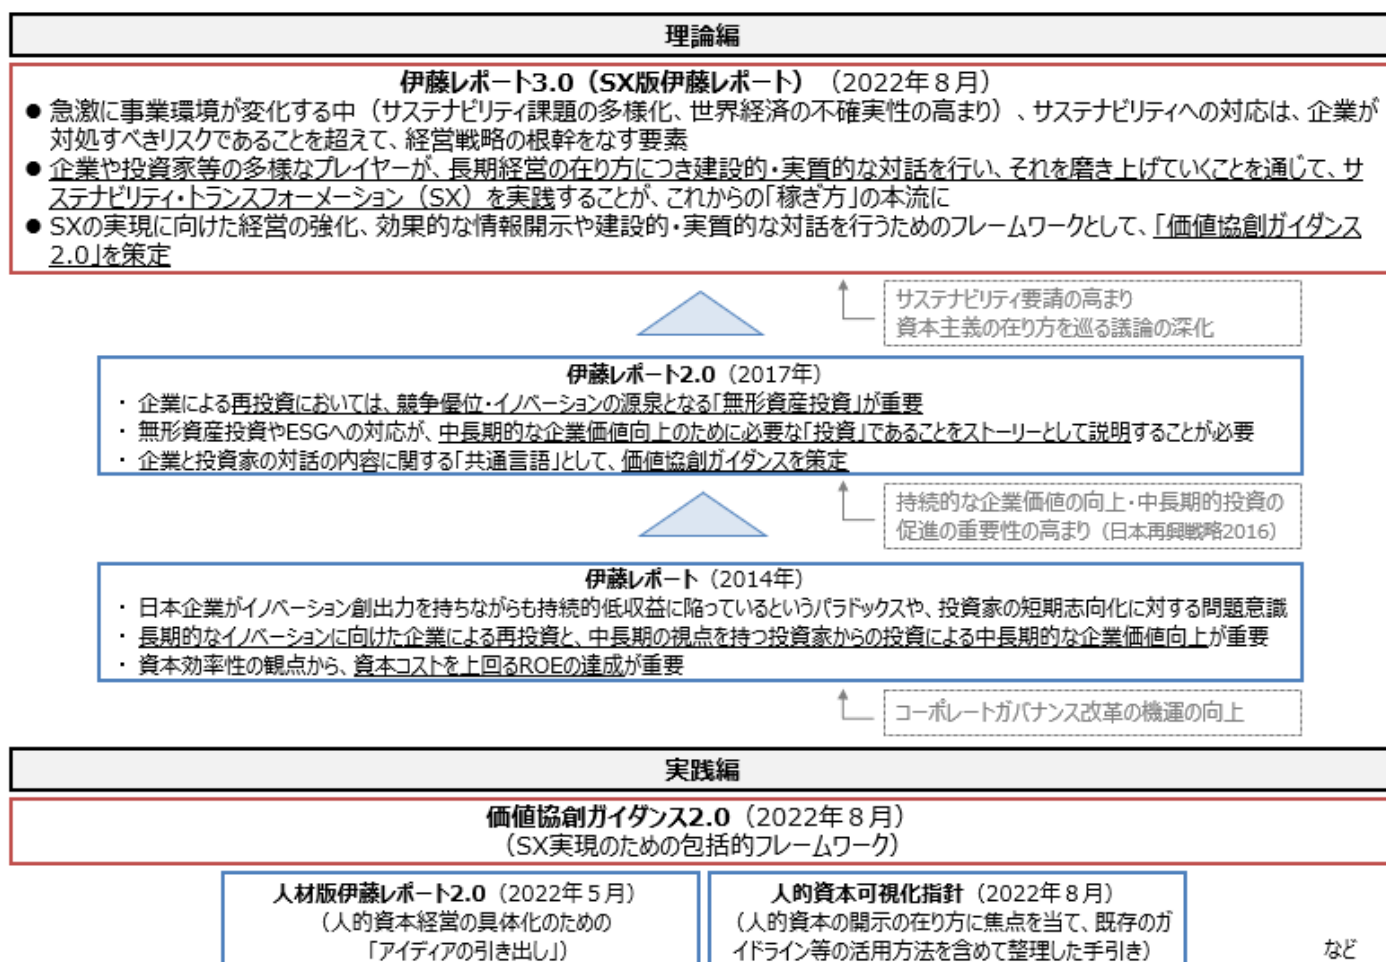 理論編
伊藤レポート3.0（SX版伊藤レポート）（2022年８月）
● 急激に事業環境が変化する中（サステナビリティ課題の多様化、世界経済の不確実性の高まり）、サステナビリティへの対応は、企業が
対処すべきリスクであることを超えて、経営戦略の根幹をなす要素
● 企業や投資家等の多様なプレイヤーが、長期経営の在り方につき建設的・実質的な対話を行い、それを磨き上げていくことを通じて、サ
ステナビリティ・トランスフォーメーション（SX）を実践することが、これからの「稼ぎ方」の本流に
● SXの実現に向けた経営の強化、効果的な情報開示や建設的・実質的な対話を行うためのフレームワークとして、「価値協創ガイダンス
2.0」を策定
サステナビリティ要請の高まり
資本主義の在り方を巡る議論の深化
伊藤レポート2.0（2017年）
・ 企業による再投資においては、競争優位・イノベーションの源泉となる「無形資産投資」が重要
・ 無形資産投資やESGへの対応が、中長期的な企業価値向上のために必要な「投資」であることをストーリーとして説明することが必要
・ 企業と投資家の対話の内容に関する「共通言語」として、価値協創ガイダンスを策定
持続的な企業価値の向上・中長期的投資の
促進の重要性の高まり（日本再興戦略2016）
伊藤レポート（2014年）
・ 日本企業がイノベーション創出力を持ちながらも持続的低収益に陥っているというパラドックスや、投資家の短期志向化に対する問題意識
・ 長期的なイノベーションに向けた企業による再投資と、中長期の視点を持つ投資家からの投資による中長期的な企業価値向上が重要
・ 資本効率性の観点から、資本コストを上回るROEの達成が重要
コーポレートガバナンス改革の機運の向上
実践編
価値協創ガイダンス2.0（2022年８月）
（SX実現のための包括的フレームワーク）
人材版伊藤レポート2.0（2022年５月）
（人的資本経営の具体化のための
「アイディアの引き出し」）
人的資本可視化指針（2022年８月）
（人的資本の開示の在り方に焦点を当て、既存のガ
イドライン等の活用方法を含めて整理した手引き）
など